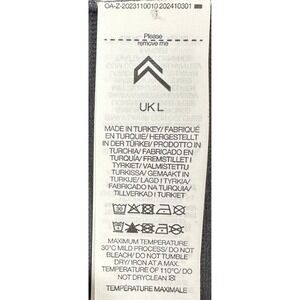 OA-Z-2023110010 202410301
Please
remove me
UK L
MADE IN TURKEY/ FABRIQUÉ
EN TURQUIE/ HERGESTELLT
IN DER TÜRKEI/ PRODOTTO IN
TURCHIA/ FABRICADO EN
TURQUÍA/ FREMSTILLET I
TYRKIET/ VALMISTETTU
TURKISSA/ GEMAAKT IN
TURKIJE/ LAGD I TYRKIA/
FABRICADO NA TURQUIA/
TILLVERKAD I TURKIET
30
MAXIMUM TEMPERATURE
30°C MILD PROCESS/ DO NOT
BLEACH/ DO NOT TUMBLE
DRY/ IRON AT A MAX.
TEMPERATURE OF 110°C/ DO
NOT DRYCLEAN
TEMPÉRATURE MAXIMALE